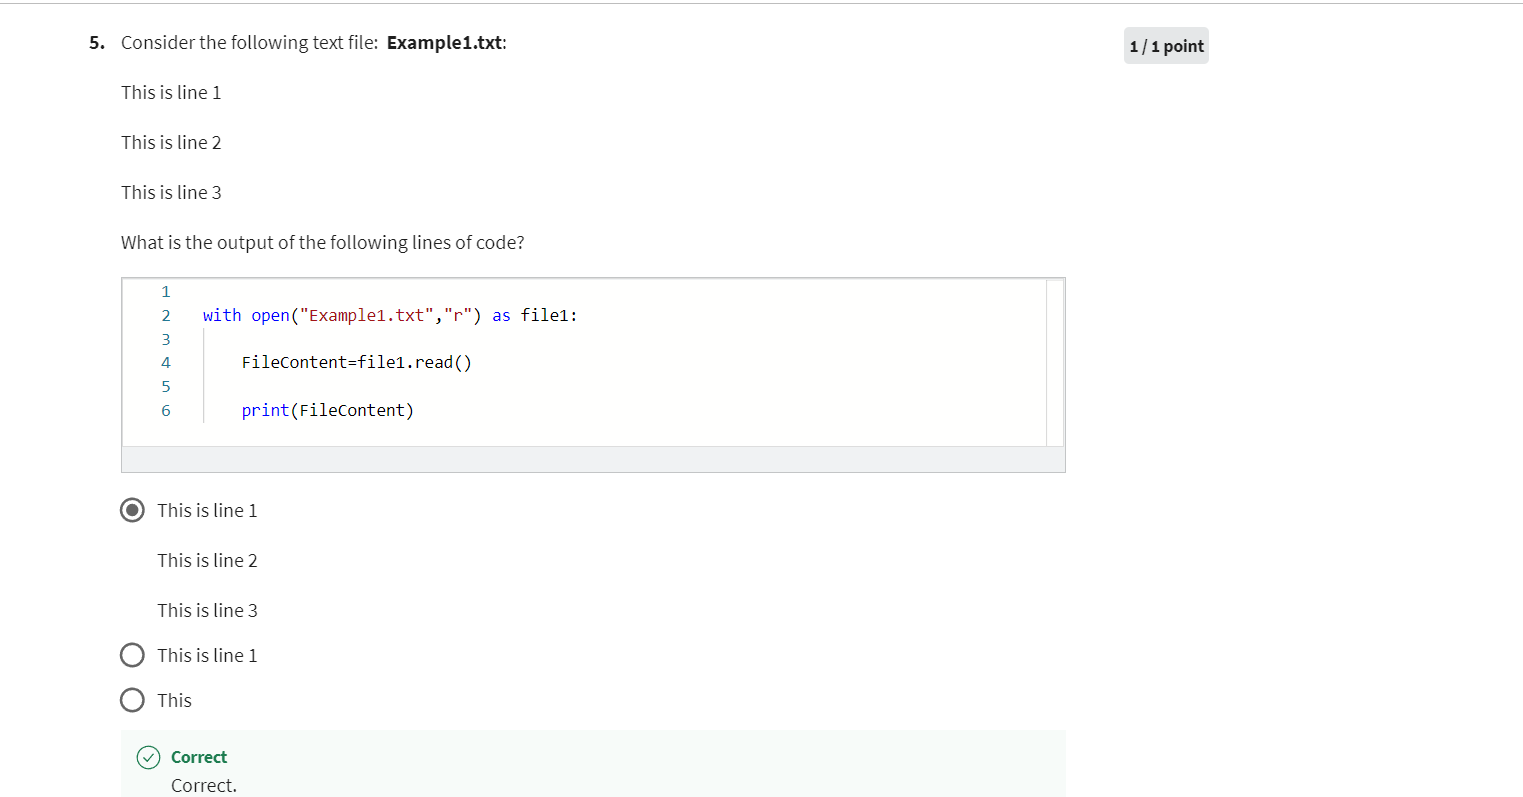 5. Consider the following text file: Example1.txt:
1 / 1 point
This is line 1
This is line 2
This is line 3
What is the output of the following lines of code?
1
2 with open("Example1.txt","r") as file1:
3
4 FileContent=file1.read()
5
6 print(FileContent)
This is line 1
This is line 2
This is line 3
This is line 1
This
Correct
Correct.